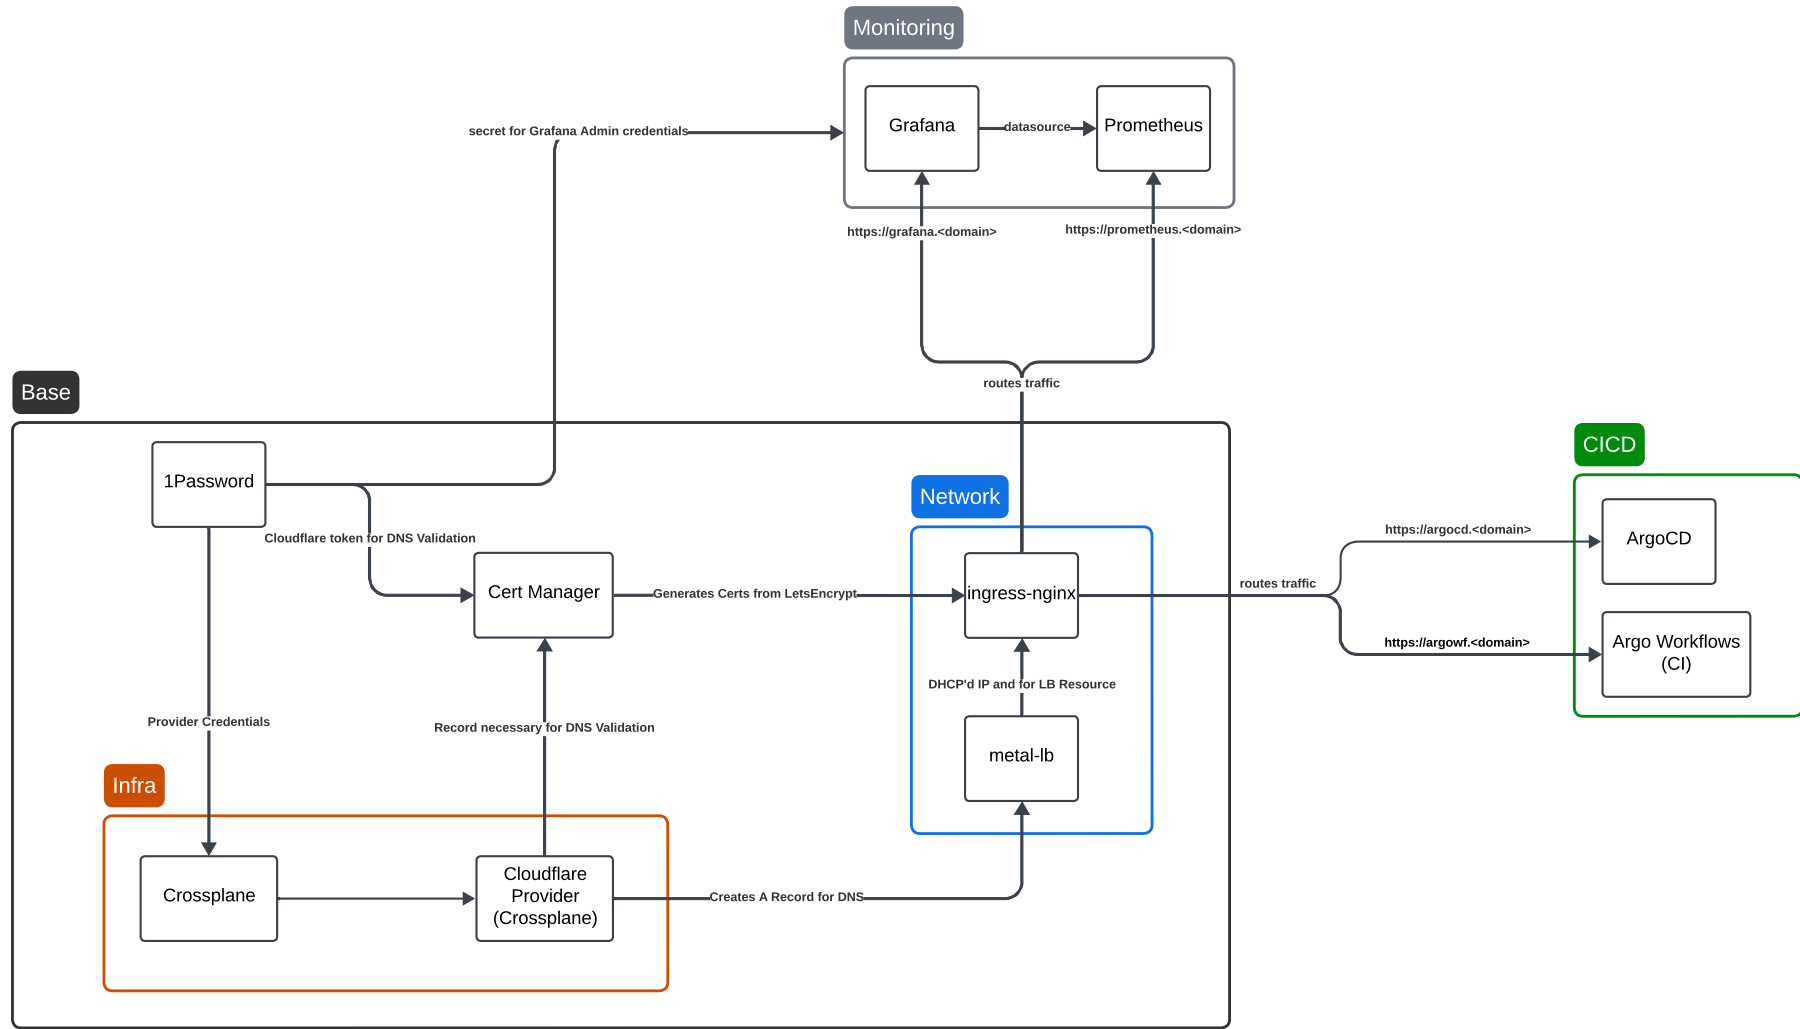 Monitoring
Grafana
datasource
Prometheus
secret for Grafana Admin credentials
https://grafana.<domain>
https://prometheus.<domain>
routes traffic
Base
1Password
Cloudflare token for DNS Validation
Cert Manager
Generates Certs from LetsEncrypt
Network
ingress-nginx
DHCP'd IP and for LB Resource
metal-lb
routes traffic
CICD
https://argocd.<domain>
ArgoCD
https://argowf.<domain>
Argo Workflows
(CI)
Provider Credentials
Record necessary for DNS Validation
Infra
Crossplane
Cloudflare
Provider
(Crossplane)
Creates A Record for DNS